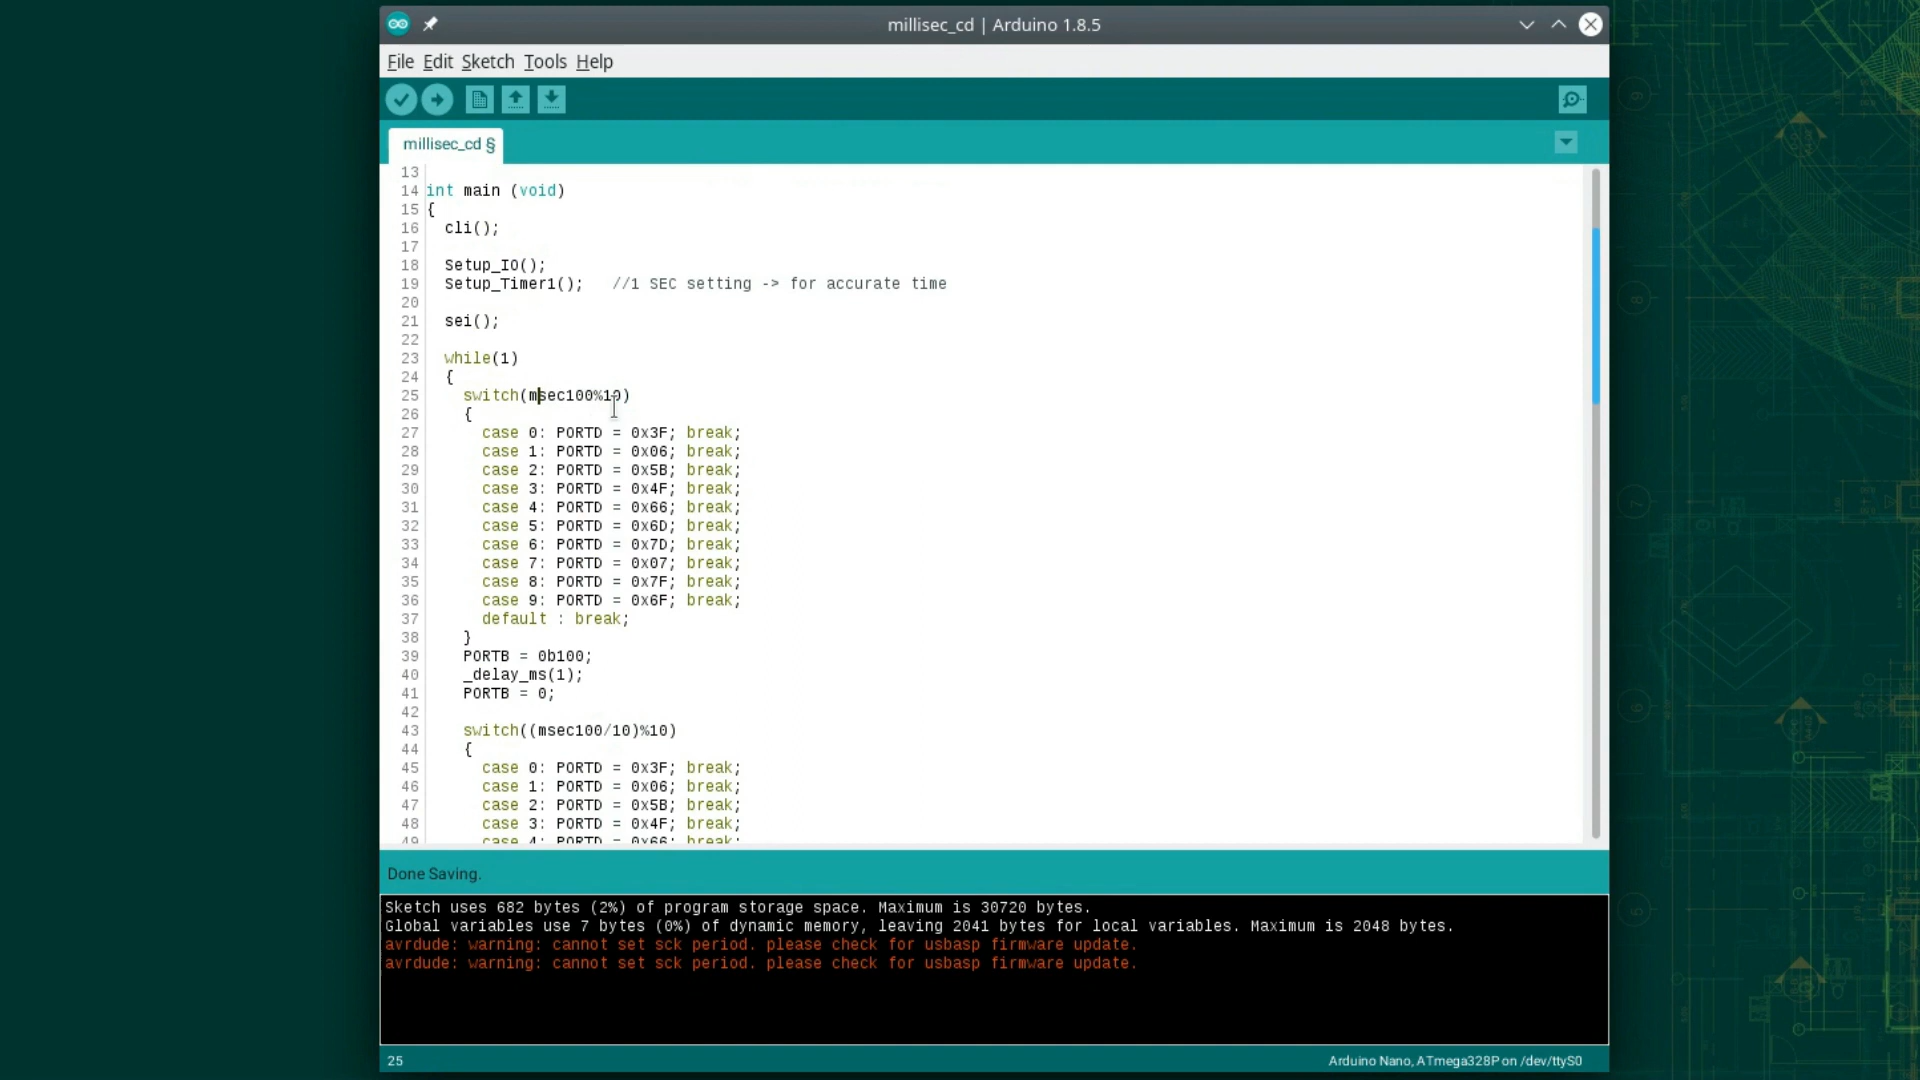 millisec_cd | Arduino 1.8.5
File Edit Sketch Tools Help
millisec_cd §
13
14 int main (void)
15 {
16 cli();
17
18 Setup_IO();
19 Setup_Timer1(); //1 SEC setting -> for accurate time
20
21 sei();
22
23 while(1)
24 {
25 switch(msec100%10)
26 {
27 case 0: PORTD = 0x3F; break;
28 case 1: PORTD = 0x06; break;
29 case 2: PORTD = 0x5B; break;
30 case 3: PORTD = 0x4F; break;
31 case 4: PORTD = 0x66; break;
32 case 5: PORTD = 0x6D; break;
33 case 6: PORTD = 0x7D; break;
34 case 7: PORTD = 0x07; break;
35 case 8: PORTD = 0x7F; break;
36 case 9: PORTD = 0x6F; break;
37 default : break;
38 }
39 PORTB = 0b100;
40 _delay_ms(1);
41 PORTB = 0;
42
43 switch((msec100/10)%10)
44 {
45 case 0: PORTD = 0x3F; break;
46 case 1: PORTD = 0x06; break;
47 case 2: PORTD = 0x5B; break;
48 case 3: PORTD = 0x4F; break;
49 case 4: PORTD = 0x66; break;
Done Saving.
Sketch uses 682 bytes (2%) of program storage space. Maximum is 30720 bytes.
Global variables use 7 bytes (0%) of dynamic memory, leaving 2041 bytes for local variables. Maximum is 2048 bytes.
avrdude: warning: cannot set sck period. please check for usbasp firmware update.
avrdude: warning: cannot set sck period. please check for usbasp firmware update.
25
Arduino Nano, ATmega328P on /dev/ttyS0